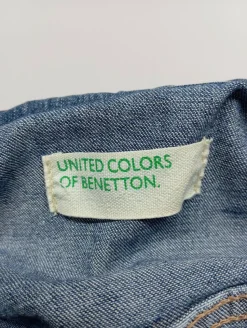 UNITED COLORS
OF BENETTON.